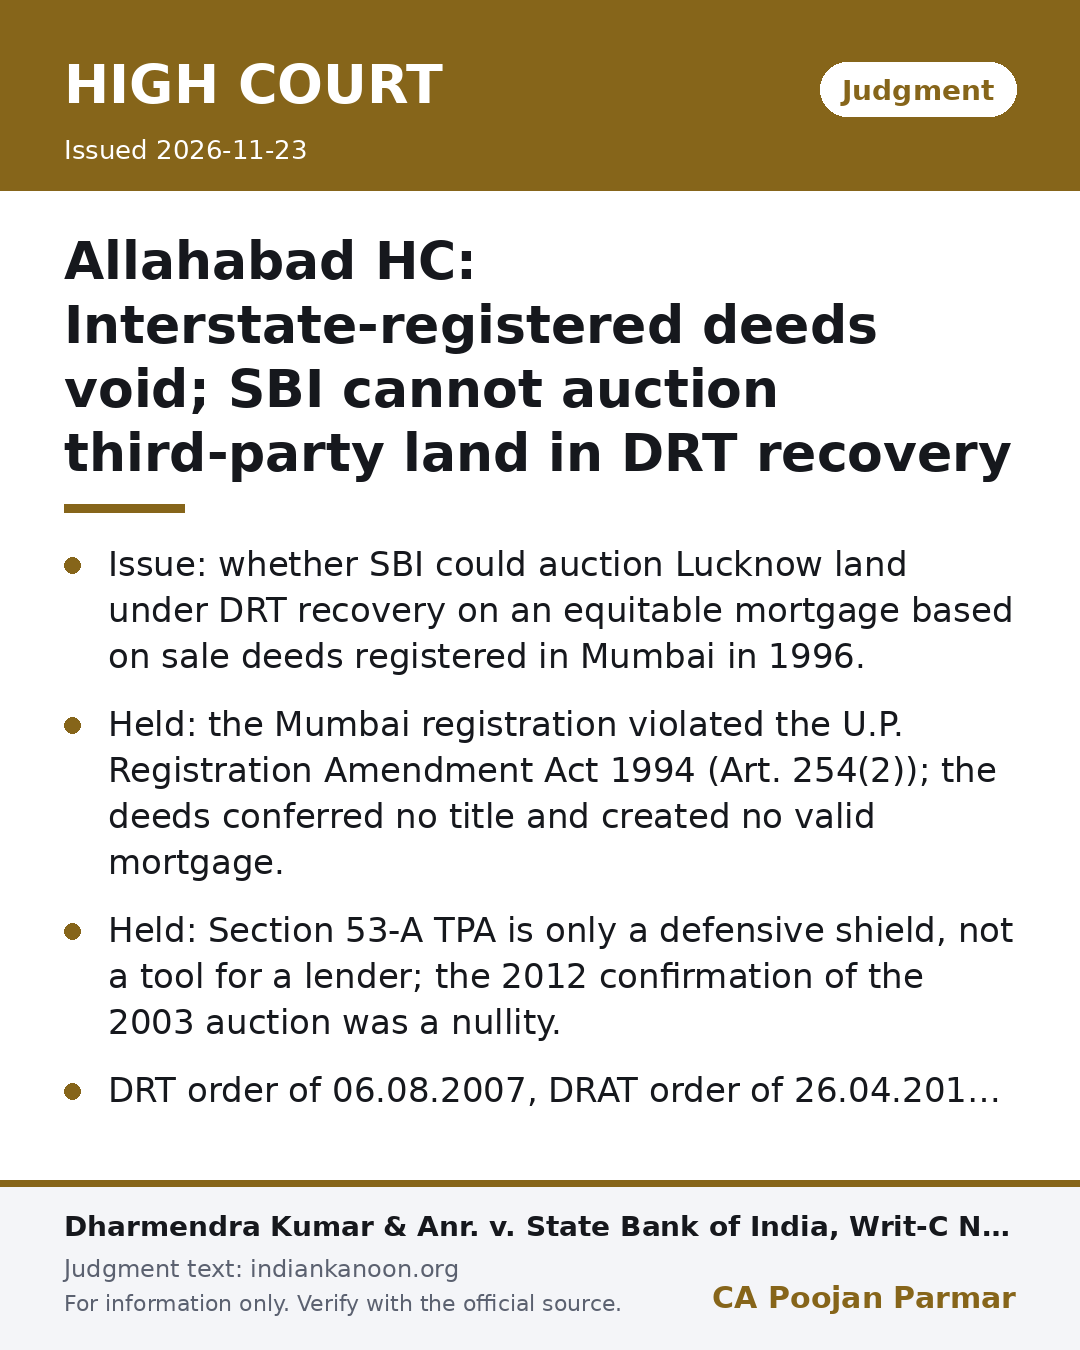 HIGH COURT
Judgment
Issued 2026-11-23
Allahabad HC:
Interstate-registered deeds
void; SBI cannot auction
third-party land in DRT recovery
Issue: whether SBI could auction Lucknow land
under DRT recovery on an equitable mortgage based
on sale deeds registered in Mumbai in 1996.
Held: the Mumbai registration violated the U.P.
Registration Amendment Act 1994 (Art. 254(2)); the
deeds conferred no title and created no valid
mortgage.
Held: Section 53-A TPA is only a defensive shield, not
a tool for a lender; the 2012 confirmation of the
2003 auction was a nullity.
DRT order of 06.08.2007, DRAT order of 26.04.201…
Dharmendra Kumar & Anr. v. State Bank of India, Writ-C N…
Judgment text: indiankanoon.org
For information only. Verify with the official source.
CA Poojan Parmar